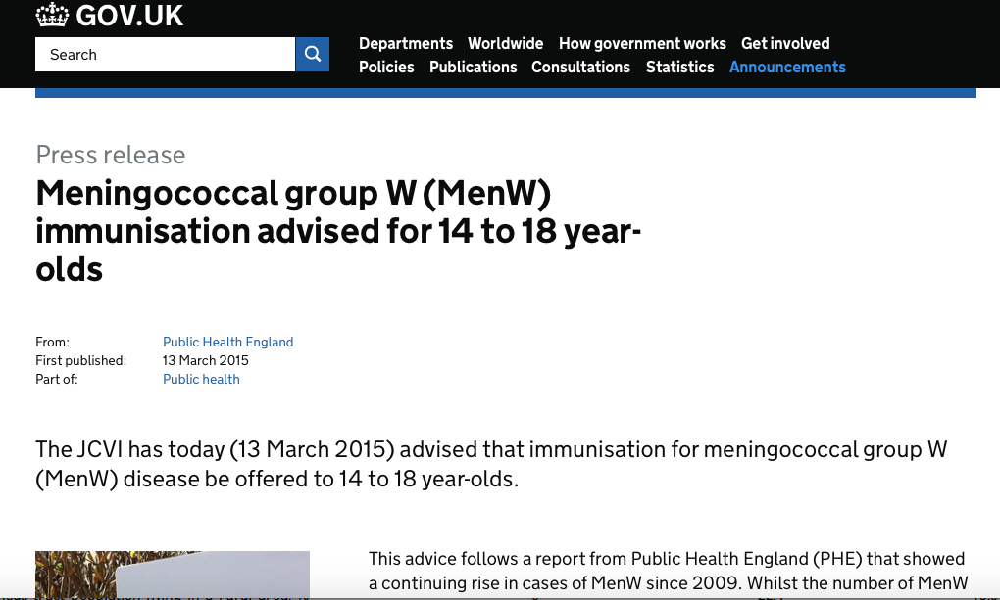 GOV.UK
Search
Departments Worldwide How government works Get involved
Policies Publications Consultations Statistics Announcements
Press release
Meningococcal group W (MenW)
immunisation advised for 14 to 18 year-
olds
From: Public Health England
First published: 13 March 2015
Part of: Public health
The JCVI has today (13 March 2015) advised that immunisation for meningococcal group W
(MenW) disease be offered to 14 to 18 year-olds.
This advice follows a report from Public Health England (PHE) that showed
a continuing rise in cases of MenW since 2009. Whilst the number of MenW